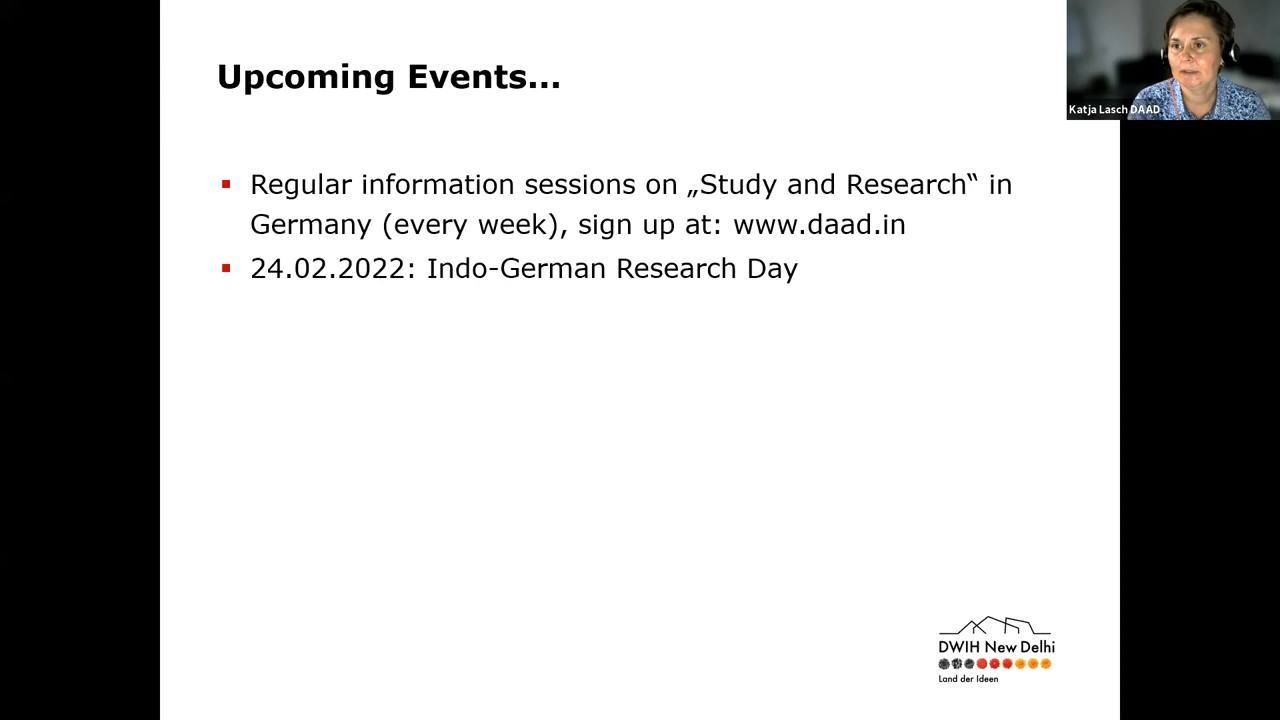 Upcoming Events...
Katja Lasch DAAD
▪ Regular information sessions on „Study and Research“ in
Germany (every week), sign up at: www.daad.in
▪ 24.02.2022: Indo-German Research Day
DWIH New Delhi
Land der Ideen